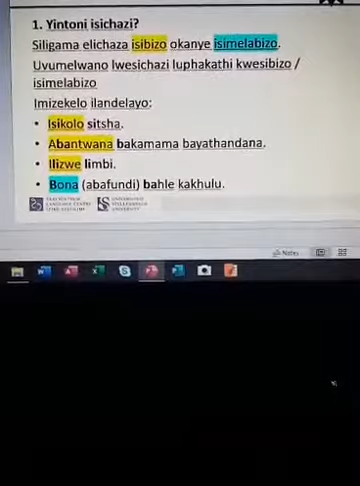 1. Yintoni isichazi?
Siligama elichaza isibizo okanye isimelabizo.
Uvumelwano lwesichazi luphakathi kwesibizo /
isimelabizo
Imizekelo ilandelayo:
• Isikolo sitsha.
• Abantwana bakamama bayathandana.
• Ilizwe limbi.
• Bona (abafundi) bahle kakhulu.
Notes